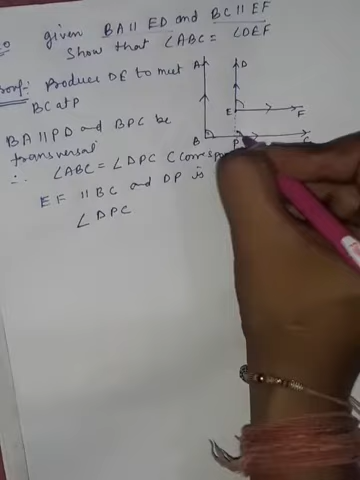 given BA || ED and BC || EF
Show that ∠ABC = ∠DEF
Proof:- Produce DE to meet
BC at P
BA || PD and BPC be
transversal
∴ ∠ABC = ∠DPC (Corresp
EF || BC and DP is
∠DPC
A
D
E
F
B
P